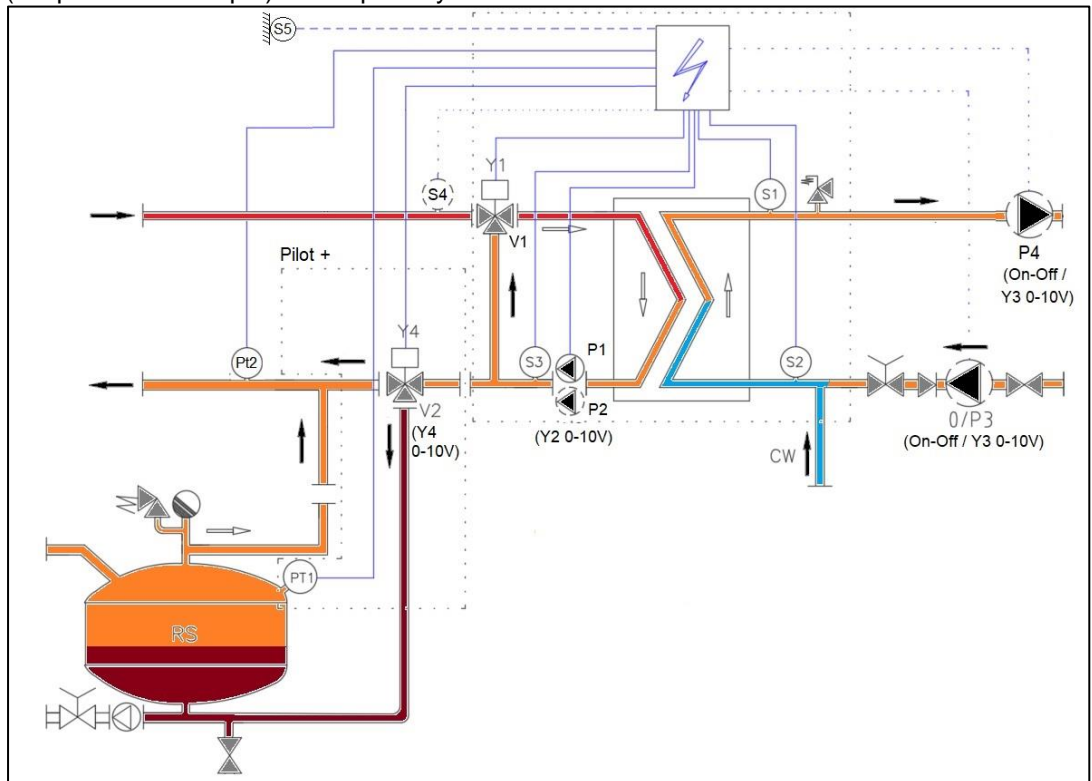 S5
Y1
S4
S1
V1
Pilot +
P4
(On-Off /
Y3 0-10V)
Pt2
Y4
S3
P1
S2
V2
(Y4
0-10V)
P2
(Y2 0-10V)
0/P3
(On-Off / Y3 0-10V)
CW
PT1
RS